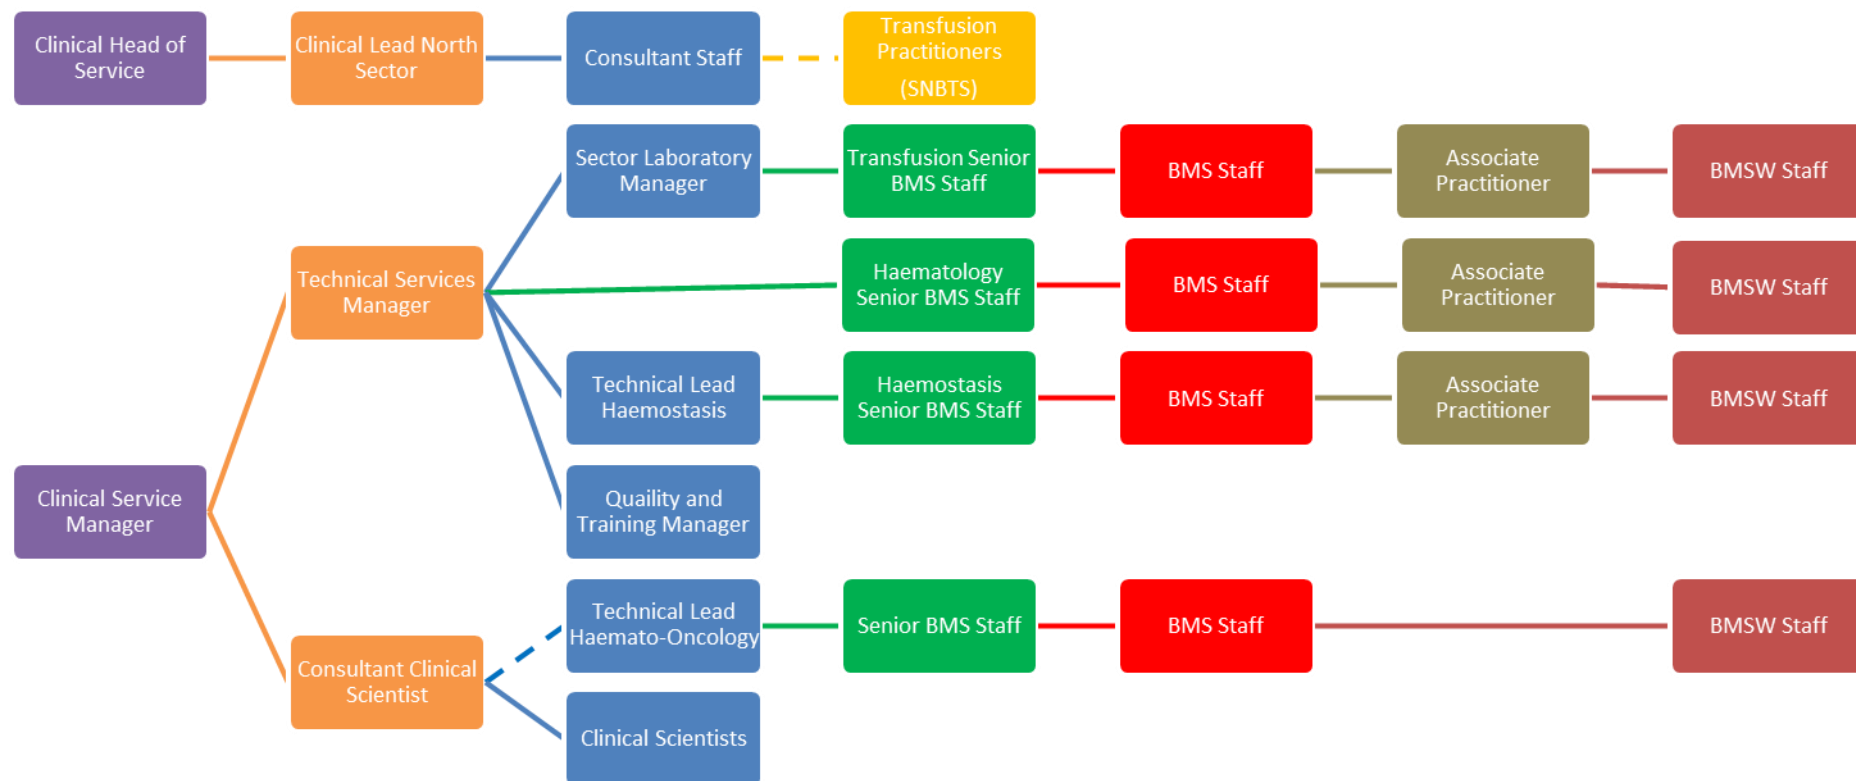 Clinical Head of
Service
Clinical Lead North
Sector
Consultant Staff
Transfusion
Practitioners
(SNBTS)
Sector Laboratory
Manager
Transfusion Senior
BMS Staff
BMS Staff
Associate
Practitioner
BMSW Staff
Technical Services
Manager
Haematology
Senior BMS Staff
BMS Staff
Associate
Practitioner
BMSW Staff
Technical Lead
Haemostasis
Haemostasis
Senior BMS Staff
BMS Staff
Associate
Practitioner
BMSW Staff
Clinical Service
Manager
Quaility and
Training Manager
Technical Lead
Haemato-Oncology
Senior BMS Staff
BMS Staff
BMSW Staff
Consultant Clinical
Scientist
Clinical Scientists